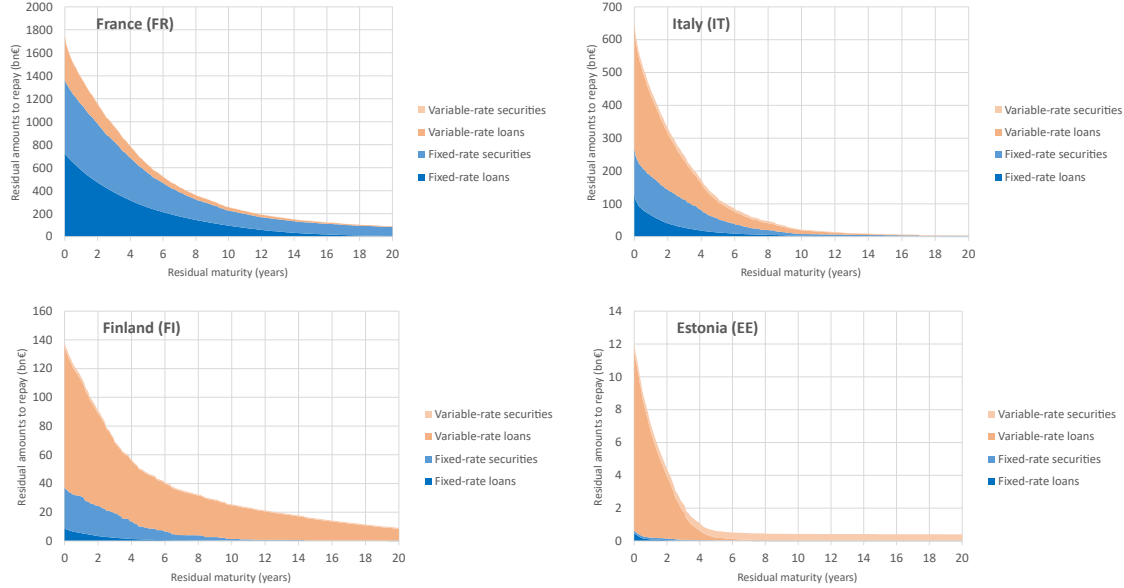 France (FR)
Residual amounts to repay (bn€)
2000
1800
1600
1400
1200
1000
800
600
400
200
0
0 2 4 6 8 10 12 14 16 18 20
Residual maturity (years)
Variable-rate securities
Variable-rate loans
Fixed-rate securities
Fixed-rate loans
Italy (IT)
Residual amounts to repay (bn€)
700
600
500
400
300
200
100
0
0 2 4 6 8 10 12 14 16 18 20
Residual maturity (years)
Variable-rate securities
Variable-rate loans
Fixed-rate securities
Fixed-rate loans
Finland (FI)
Residual amounts to repay (bn€)
160
140
120
100
80
60
40
20
0
0 2 4 6 8 10 12 14 16 18 20
Residual maturity (years)
Variable-rate securities
Variable-rate loans
Fixed-rate securities
Fixed-rate loans
Estonia (EE)
Residual amounts to repay (bn€)
14
12
10
8
6
4
2
0
0 2 4 6 8 10 12 14 16 18 20
Residual maturity (years)
Variable-rate securities
Variable-rate loans
Fixed-rate securities
Fixed-rate loans